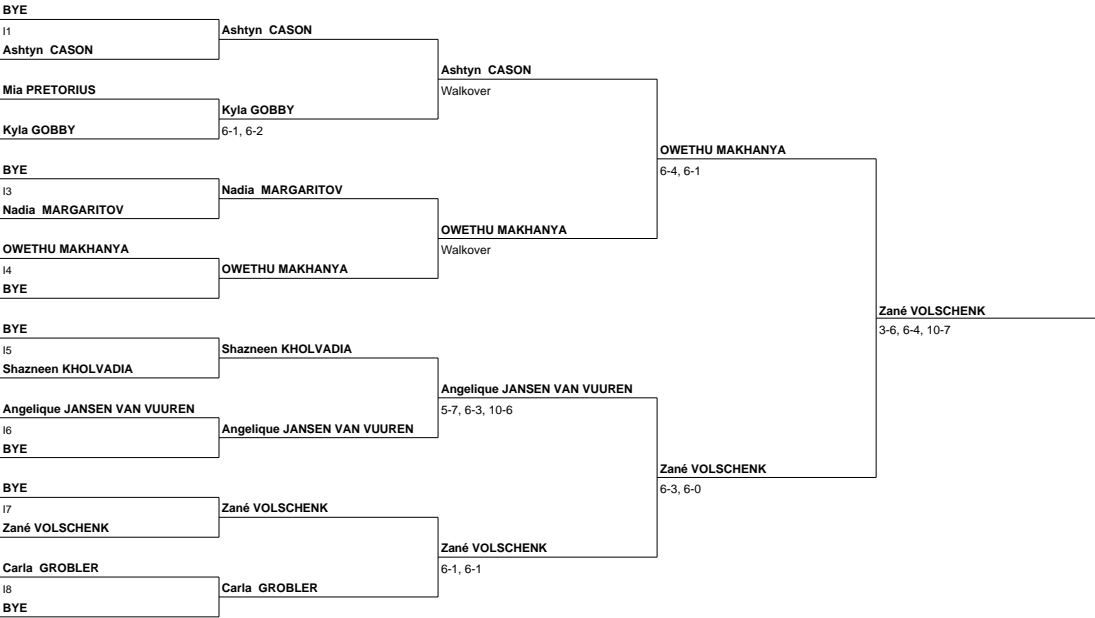 BYE
I1
Ashtyn  CASON
Mia PRETORIUS
Kyla GOBBY
BYE
I3
Nadia  MARGARITOV
OWETHU MAKHANYA
I4
BYE
BYE
I5
Shazneen KHOLVADIA
Angelique JANSEN VAN VUUREN
I6
BYE
BYE
I7
Zané VOLSCHENK
Carla  GROBLER
I8
BYE
Ashtyn  CASON
Kyla GOBBY
6-1, 6-2
Nadia  MARGARITOV
OWETHU MAKHANYA
Shazneen KHOLVADIA
Angelique JANSEN VAN VUUREN
Zané VOLSCHENK
Carla  GROBLER
Ashtyn  CASON
Walkover
OWETHU MAKHANYA
Walkover
Angelique JANSEN VAN VUUREN
5-7, 6-3, 10-6
Zané VOLSCHENK
6-1, 6-1
OWETHU MAKHANYA
6-4, 6-1
Zané VOLSCHENK
6-3, 6-0
Zané VOLSCHENK
3-6, 6-4, 10-7